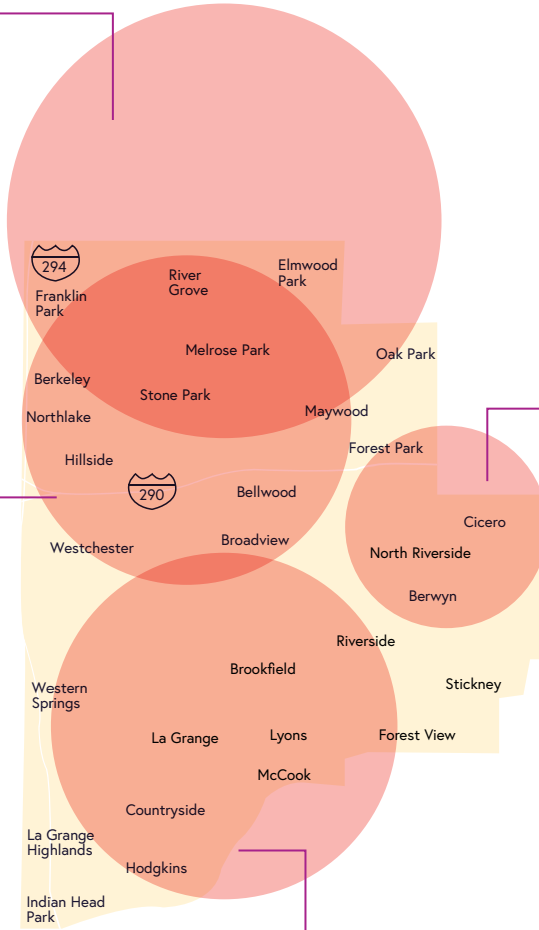 294
River
Grove
Elmwood
Park
Franklin
Park
Melrose Park
Oak Park
Berkeley
Stone Park
Maywood
Northlake
Forest Park
Hillside
290
Bellwood
Cicero
Broadview
Westchester
North Riverside
Berwyn
Riverside
Brookfield
Western
Springs
Stickney
La Grange
Lyons
Forest View
McCook
Countryside
La Grange
Highlands
Hodgkins
Indian Head
Park